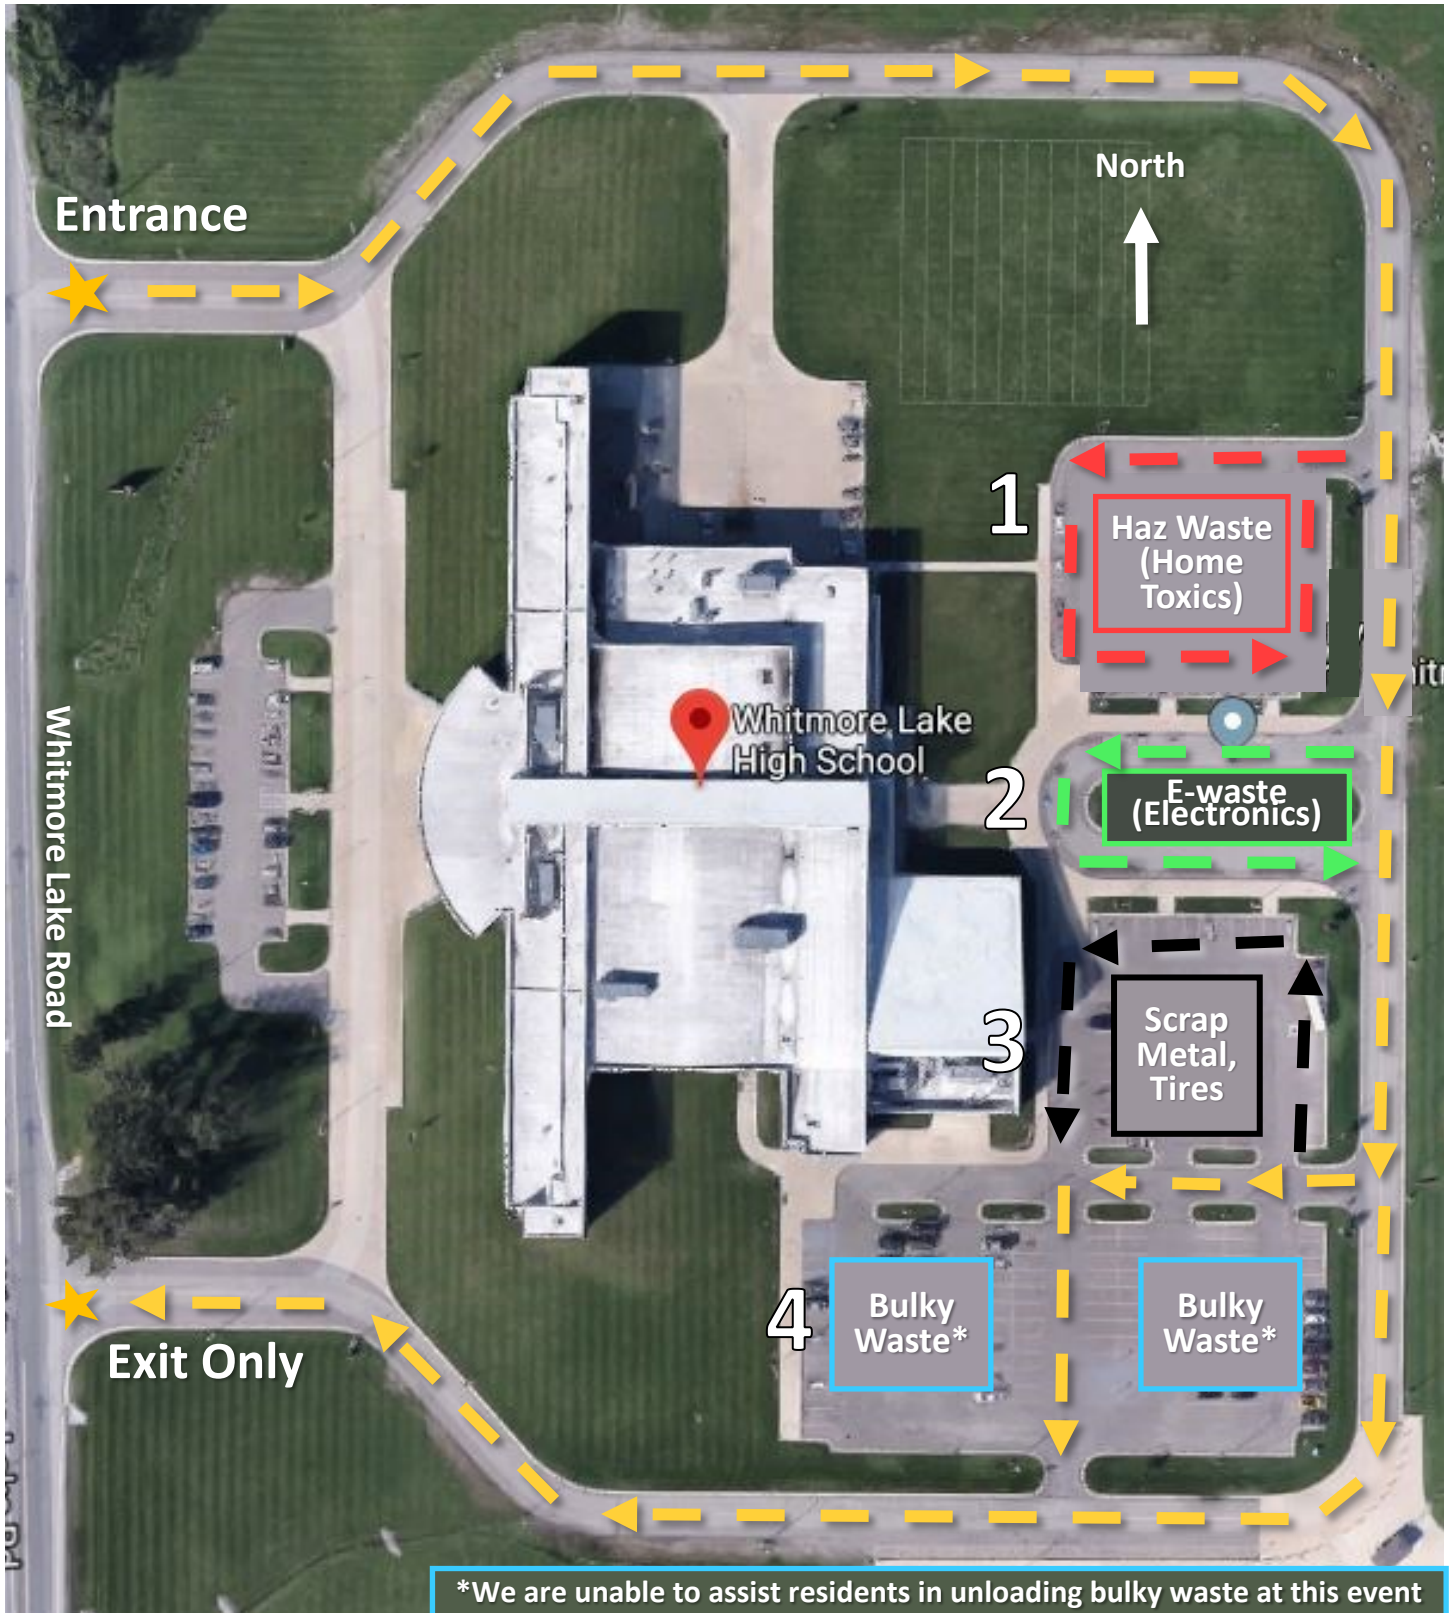 Entrance
North
1
Haz Waste
(Home
Toxics)
Whitmore Lake
High School
2
E-waste
(Electronics)
Whitmore Lake Road
3
Scrap
Metal,
Tires
4
Bulky
Waste*
Bulky
Waste*
Exit Only
*We are unable to assist residents in unloading bulky waste at this event